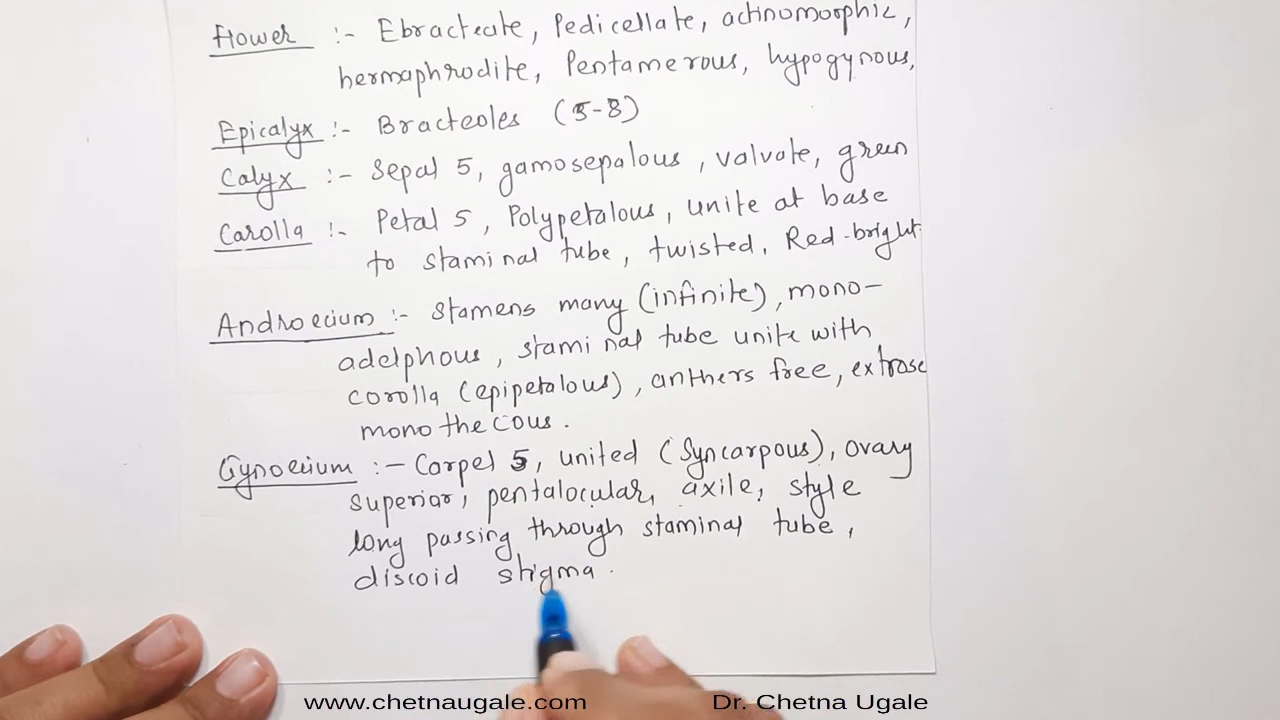 Flower :- Ebracteate, Pedicellate, actinomorphic,
hermaphrodite, Pentamerous, hypogynous,
Epicalyx :- Bracteoles (5-8)
Calyx :- Sepal 5, gamosepalous, valvate, green
Carolla :- Petal 5, Polypetalous, unite at base
to staminal tube, twisted, Red-bright
Androecium :- stamens many (infinite), mono-
adelphous, staminal tube unite with
corolla (epipetalous), anthers free, extrose
monothecous.
Gynoecium :- Carpel 5, united (Syncarpous), ovary
superior, pentalocular, axile, style
long passing through staminal tube,
discoid stigma.
www.chetnaugale.com Dr. Chetna Ugale